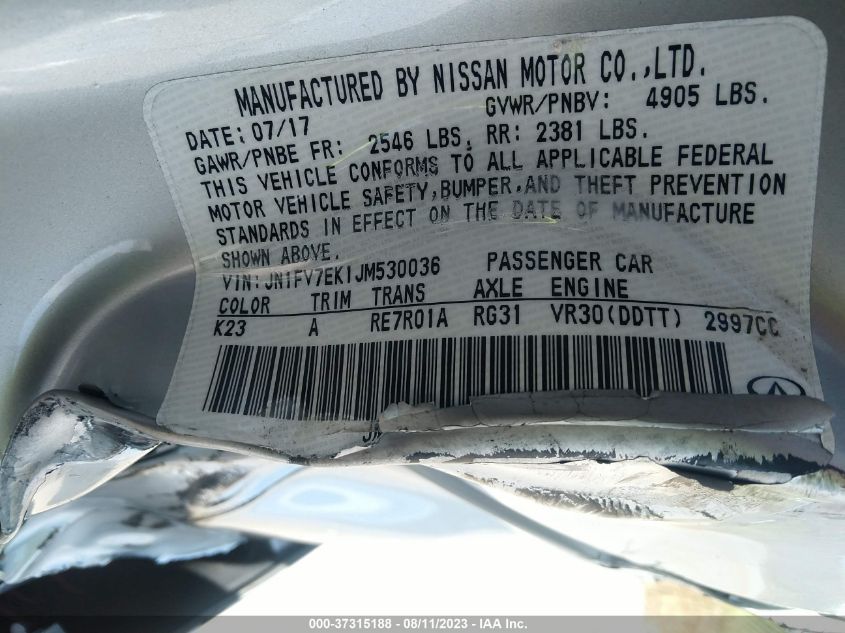 MANUFACTURED BY NISSAN MOTOR CO.,LTD.
DATE: 07/17 GVWR/PNBV: 4905 LBS.
GAWR/PNBE FR: 2546 LBS, RR: 2381 LBS.
THIS VEHICLE CONFORMS TO ALL APPLICABLE FEDERAL
MOTOR VEHICLE SAFETY,BUMPER,AND THEFT PREVENTION
STANDARDS IN EFFECT ON THE DATE OF MANUFACTURE
SHOWN ABOVE.
VIN:JN1FV7EK1JM530036 PASSENGER CAR
COLOR TRIM TRANS AXLE ENGINE
K23 A RE7R01A RG31 VR30(DDTT) 2997CC
000-37315188 - 08/11/2023 - IAA Inc.